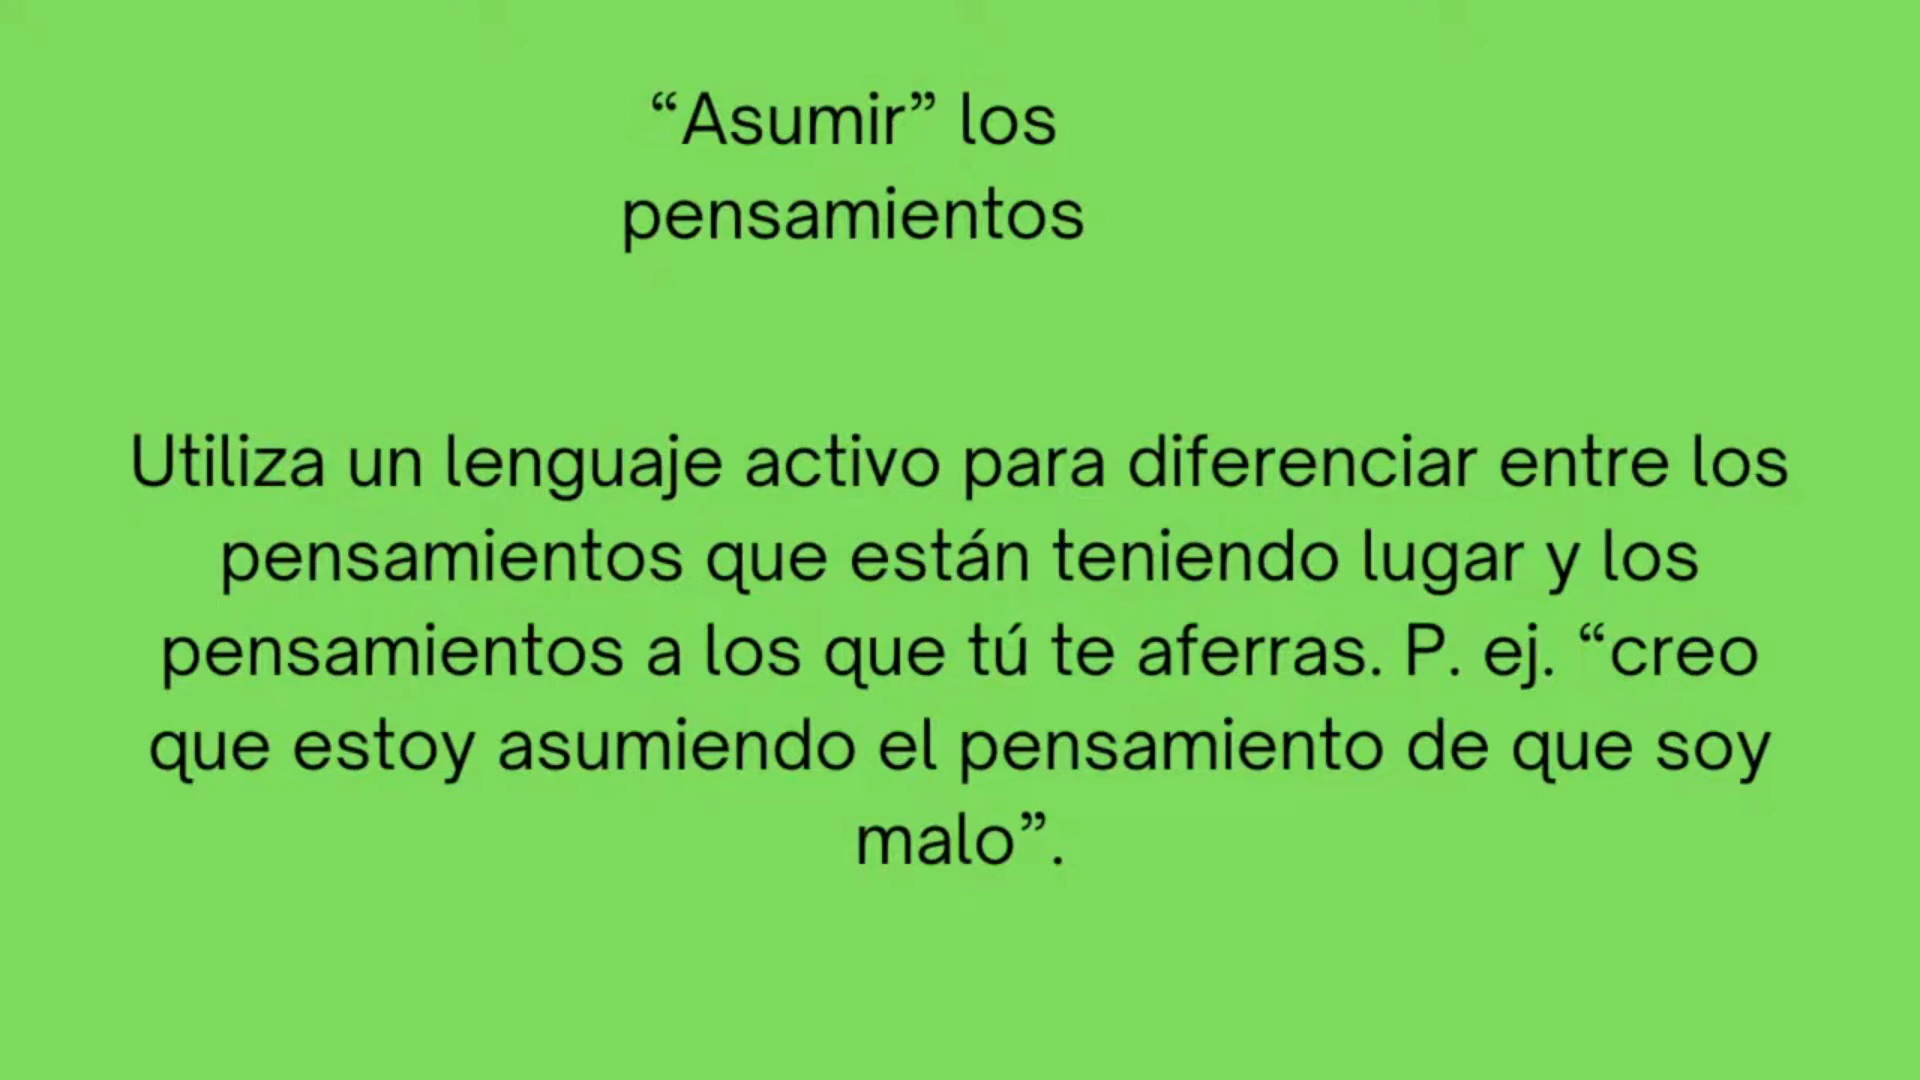 “Asumir” los
pensamientos
Utiliza un lenguaje activo para diferenciar entre los
pensamientos que están teniendo lugar y los
pensamientos a los que tú te aferras. P. ej. “creo
que estoy asumiendo el pensamiento de que soy
malo”.